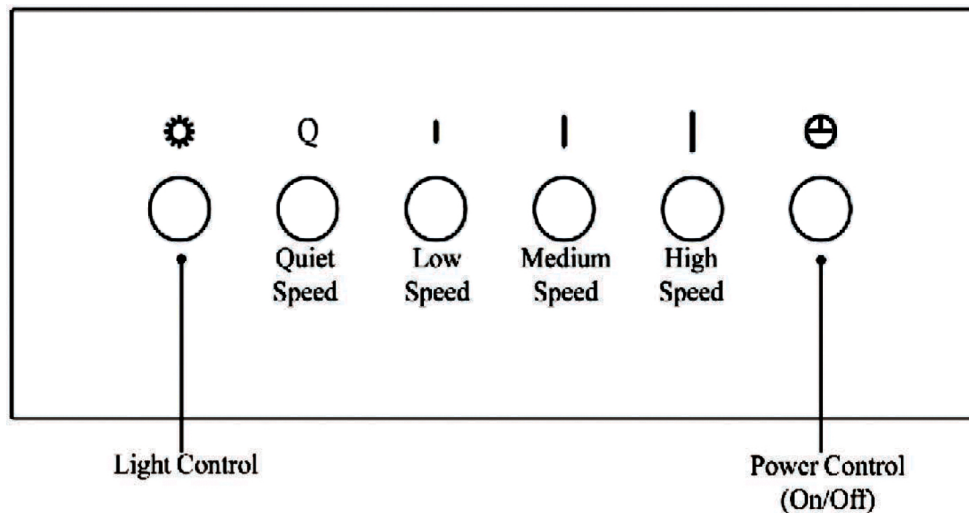 Q
Quiet Low Medium High
Speed Speed Speed Speed
Light Control
Power Control
(On/Off)